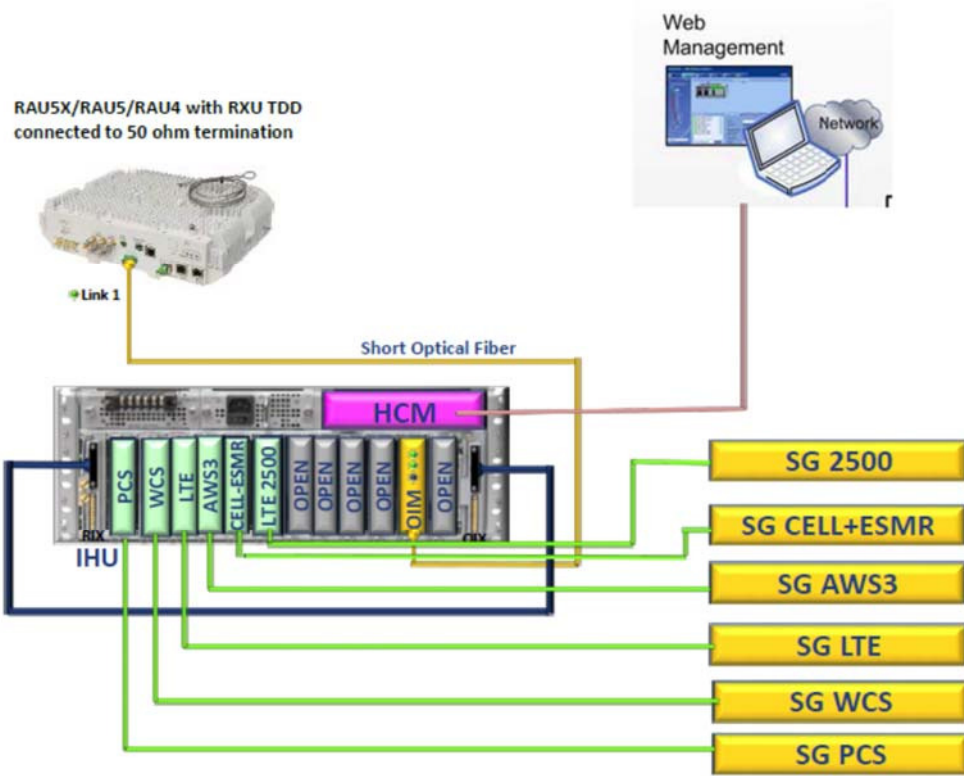 Web
Management
Network
RAU5X/RAU5/RAU4 with RXU TDD
connected to 50 ohm termination
Link 1
Short Optical Fiber
HCM
PCS
WCS
LTE
AWS3
CELL-ESMR
LTE 2500
OPEN
OPEN
OPEN
OPEN
OIM
OPEN
RIX
IHU
SG 2500
SG CELL+ESMR
SG AWS3
SG LTE
SG WCS
SG PCS